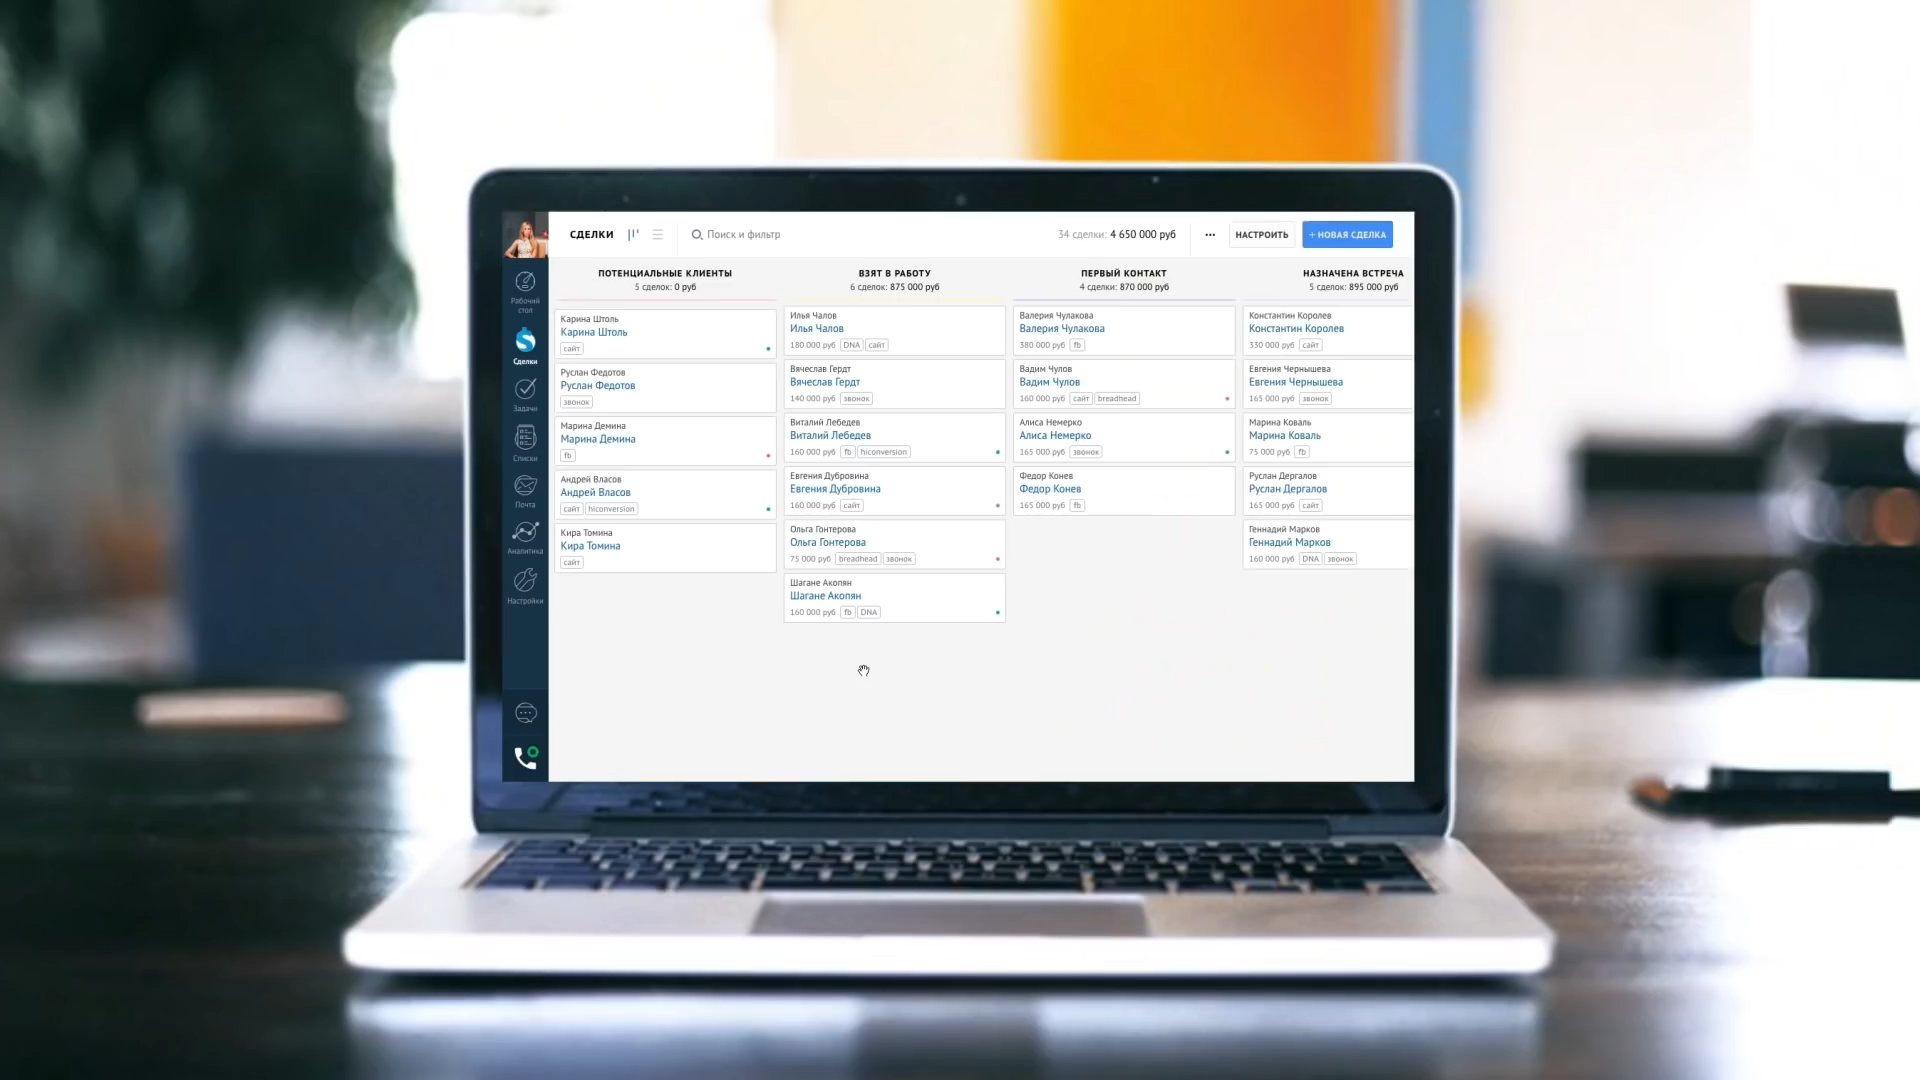 СДЕЛКИ
Поиск и фильтр
34 сделки: 4 650 000 руб
НАСТРОИТЬ
+ НОВАЯ СДЕЛКА
Рабочий
стол
Сделки
Задачи
Списки
Почта
Аналитика
Настройки
ПОТЕНЦИАЛЬНЫЕ КЛИЕНТЫ
5 сделок: 0 руб
Карина Штоль
Карина Штоль
сайт
Руслан Федотов
Руслан Федотов
звонок
Марина Демина
Марина Демина
fb
Андрей Власов
Андрей Власов
сайт hiconversion
Кира Томина
Кира Томина
сайт
ВЗЯТ В РАБОТУ
6 сделок: 875 000 руб
Илья Чалов
Илья Чалов
180 000 руб DNA сайт
Вячеслав Гердт
Вячеслав Гердт
140 000 руб звонок
Виталий Лебедев
Виталий Лебедев
160 000 руб fb hiconversion
Евгения Дубровина
Евгения Дубровина
160 000 руб сайт
Ольга Гонтерова
Ольга Гонтерова
75 000 руб breadhead звонок
Шагане Акопян
Шагане Акопян
160 000 руб fb DNA
ПЕРВЫЙ КОНТАКТ
4 сделки: 870 000 руб
Валерия Чулакова
Валерия Чулакова
380 000 руб fb
Вадим Чулов
Вадим Чулов
160 000 руб сайт breadhead
Алиса Немерко
Алиса Немерко
165 000 руб звонок
Федор Конев
Федор Конев
165 000 руб fb
НАЗНАЧЕНА ВСТРЕЧА
5 сделок: 895 000 руб
Константин Королев
Константин Королев
330 000 руб сайт
Евгения Чернышева
Евгения Чернышева
165 000 руб звонок
Марина Коваль
Марина Коваль
75 000 руб fb
Руслан Дергалов
Руслан Дергалов
165 000 руб сайт
Геннадий Марков
Геннадий Марков
160 000 руб DNA звонок